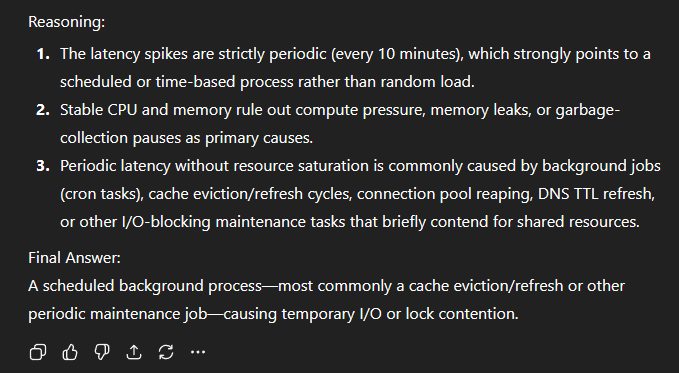 Reasoning:
1. The latency spikes are strictly periodic (every 10 minutes), which strongly points to a
scheduled or time-based process rather than random load.
2. Stable CPU and memory rule out compute pressure, memory leaks, or garbage-
collection pauses as primary causes.
3. Periodic latency without resource saturation is commonly caused by background jobs
(cron tasks), cache eviction/refresh cycles, connection pool reaping, DNS TTL refresh,
or other I/O-blocking maintenance tasks that briefly contend for shared resources.
Final Answer:
A scheduled background process—most commonly a cache eviction/refresh or other
periodic maintenance job—causing temporary I/O or lock contention.